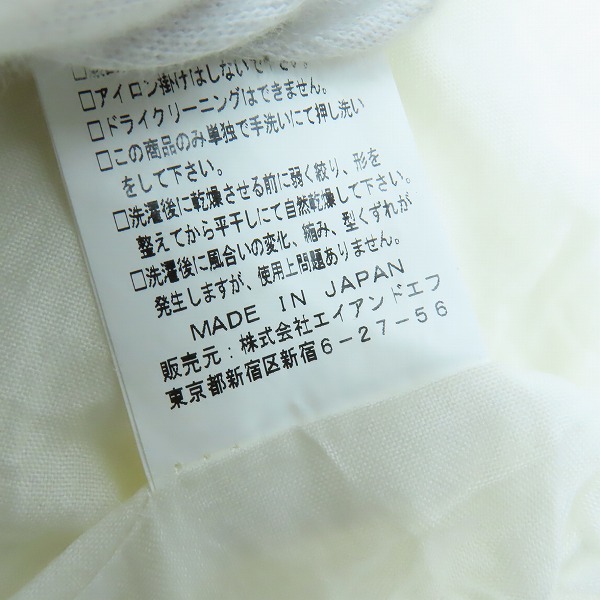 下さい。
□アイロン掛けはしないで下さい。
□ドライクリーニングはできません。
□この商品のみ単独で手洗いにて押し洗い
をして下さい。
□洗濯後に乾燥させる前に弱く絞り、形を
整えてから平干しにて自然乾燥して下さい。
□洗濯後に風合いの変化、縮み、型くずれが
発生しますが、使用上問題ありません。
MADE IN JAPAN
販売元：株式会社エイアンドエフ
東京都新宿区新宿6-27-56